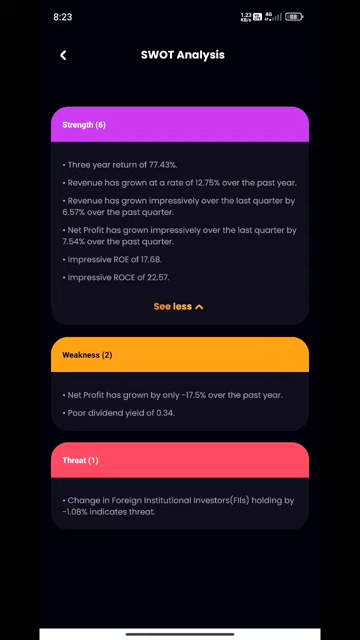 8:23
1.23 KB/S 4G 88
SWOT Analysis
Strength (6)
• Three year return of 77.43%.
• Revenue has grown at a rate of 12.75% over the past year.
• Revenue has grown impressively over the last quarter by
6.57% over the past quarter.
• Net Profit has grown impressively over the last quarter by
7.54% over the past quarter.
• Impressive ROE of 17.68.
• Impressive ROCE of 22.57.
See less
Weakness (2)
• Net Profit has grown by only -17.5% over the past year.
• Poor dividend yield of 0.34.
Threat (1)
• Change in Foreign Institutional Investors(FIIs) holding by
-1.08% indicates threat.